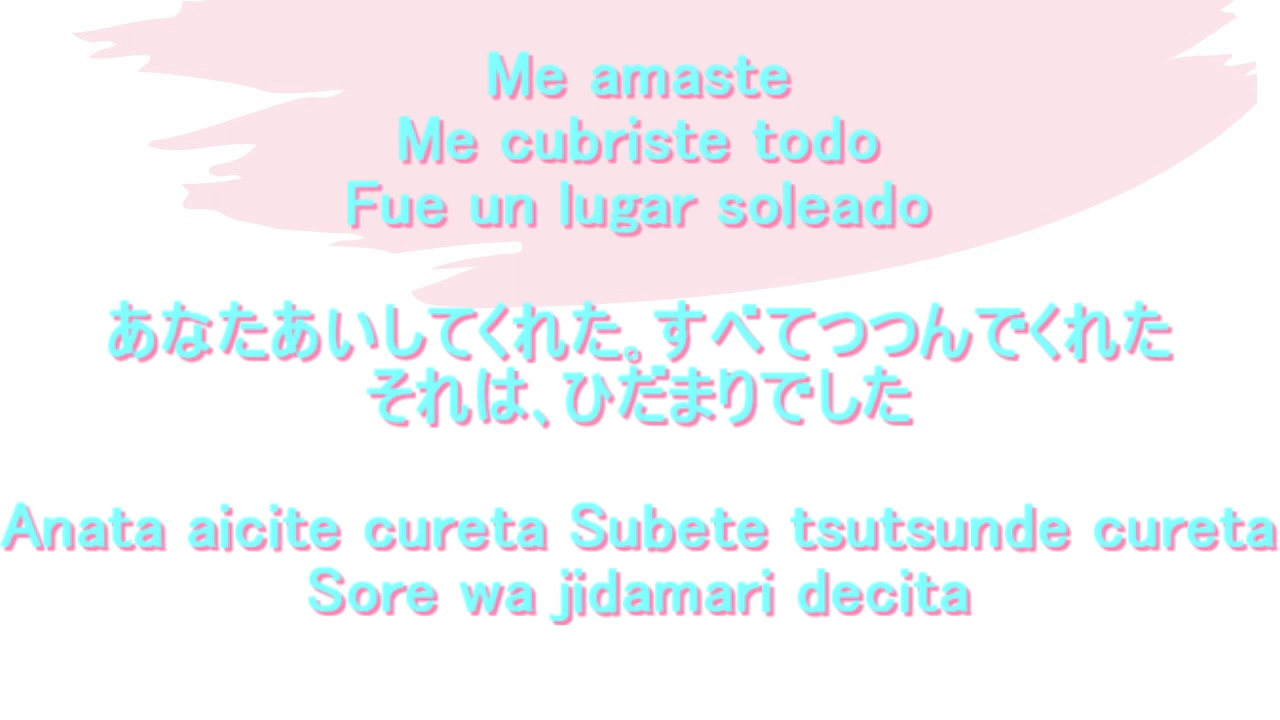 Me amaste
Me cubriste todo
Fue un lugar soleado
あなたあいしてくれた。すべてつつんでくれた
それは、ひだまりでした
Anata aicite cureta Subete tsutsunde cureta
Sore wa jidamari decita